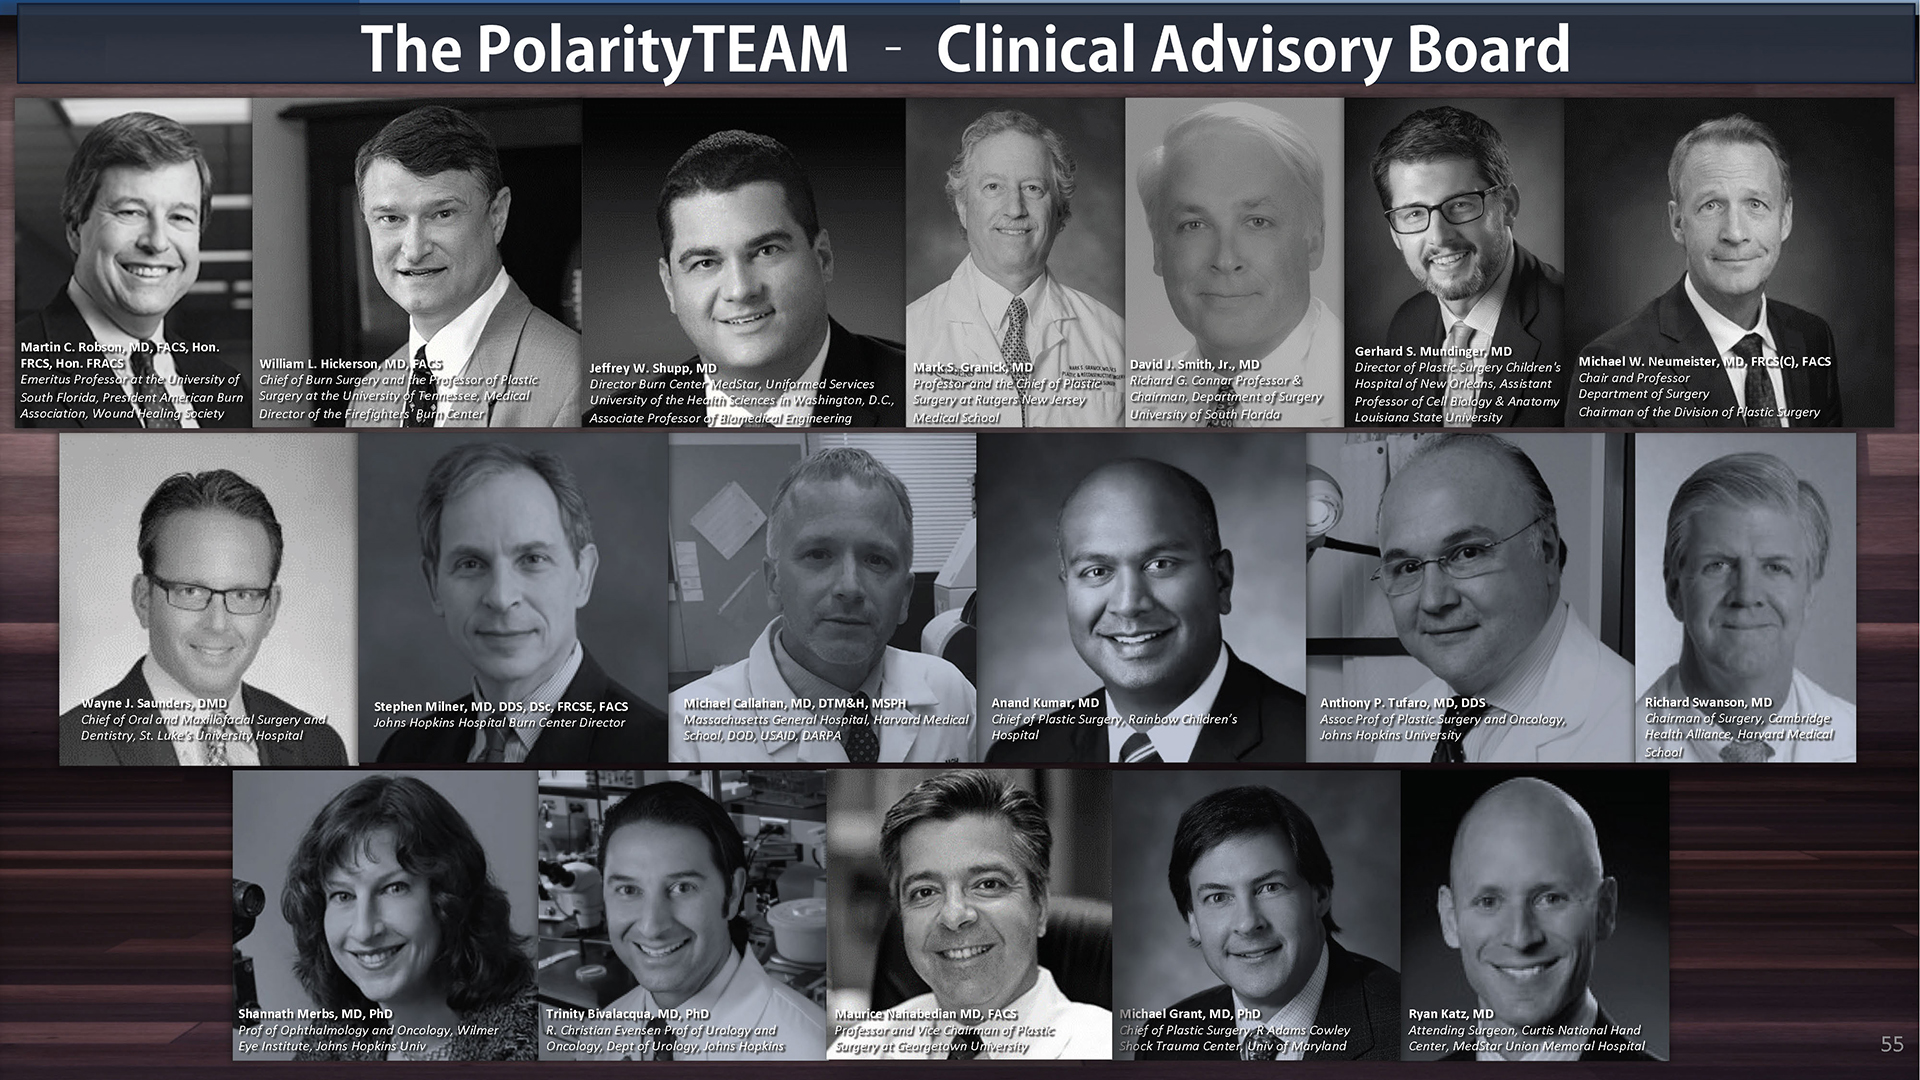 The PolarityTEAM - Clinical Advisory Board
Martin C. Robson, MD, FACS, Hon.
FRCS, Hon. FRACS
Emeritus Professor at the University of
South Florida, President American Burn
Association, Wound Healing Society
William L. Hickerson, MD, FACS
Chief of Burn Surgery and the Professor of Plastic
Surgery at the University of Tennessee, Medical
Director of the Firefighters' Burn Center
Jeffrey W. Shupp, MD
Director Burn Center MedStar, Uniformed Services
University of the Health Sciences in Washington, D.C.,
Associate Professor of Biomedical Engineering
Mark S. Granick, MD
Professor and the Chief of Plastic
Surgery at Rutgers New Jersey
Medical School
David J. Smith, Jr., MD
Richard G. Connar Professor &
Chairman, Department of Surgery
University of South Florida
Gerhard S. Mundinger, MD
Director of Plastic Surgery Children's
Hospital of New Orleans, Assistant
Professor of Cell Biology & Anatomy
Louisiana State University
Michael W. Neumeister, MD, FRCS(C), FACS
Chair and Professor
Department of Surgery
Chairman of the Division of Plastic Surgery
Wayne J. Saunders, DMD
Chief of Oral and Maxillofacial Surgery and
Dentistry, St. Luke's University Hospital
Stephen Milner, MD, DDS, DSc, FRCSE, FACS
Johns Hopkins Hospital Burn Center Director
Michael Callahan, MD, DTM&H, MSPH
Massachusetts General Hospital, Harvard Medical
School, DOD, USAID, DARPA
Anand Kumar, MD
Chief of Plastic Surgery, Rainbow Children's
Hospital
Anthony P. Tufaro, MD, DDS
Assoc Prof of Plastic Surgery and Oncology,
Johns Hopkins University
Richard Swanson, MD
Chairman of Surgery, Cambridge
Health Alliance, Harvard Medical
School
Shannath Merbs, MD, PhD
Prof of Ophthalmology and Oncology, Wilmer
Eye Institute, Johns Hopkins Univ
Trinity Bivalacqua, MD, PhD
R. Christian Evensen Prof of Urology and
Oncology, Dept of Urology, Johns Hopkins
Maurice Nahabedian MD, FACS
Professor and Vice Chairman of Plastic
Surgery at Georgetown University
Michael Grant, MD, PhD
Chief of Plastic Surgery, R Adams Cowley
Shock Trauma Center, Univ of Maryland
Ryan Katz, MD
Attending Surgeon, Curtis National Hand
Center, MedStar Union Memoral Hospital
55